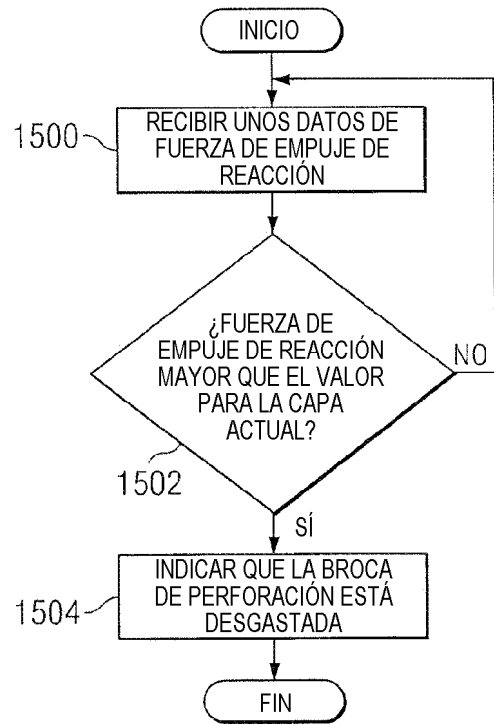 INICIO
1500
RECIBIR UNOS DATOS DE
FUERZA DE EMPUJE DE
REACCIÓN
¿FUERZA DE
EMPUJE DE REACCIÓN
MAYOR QUE EL VALOR
PARA LA CAPA
ACTUAL?
NO
1502
SÍ
INDICAR QUE LA BROCA
DE PERFORACIÓN ESTÁ
DESGASTADA
1504
FIN